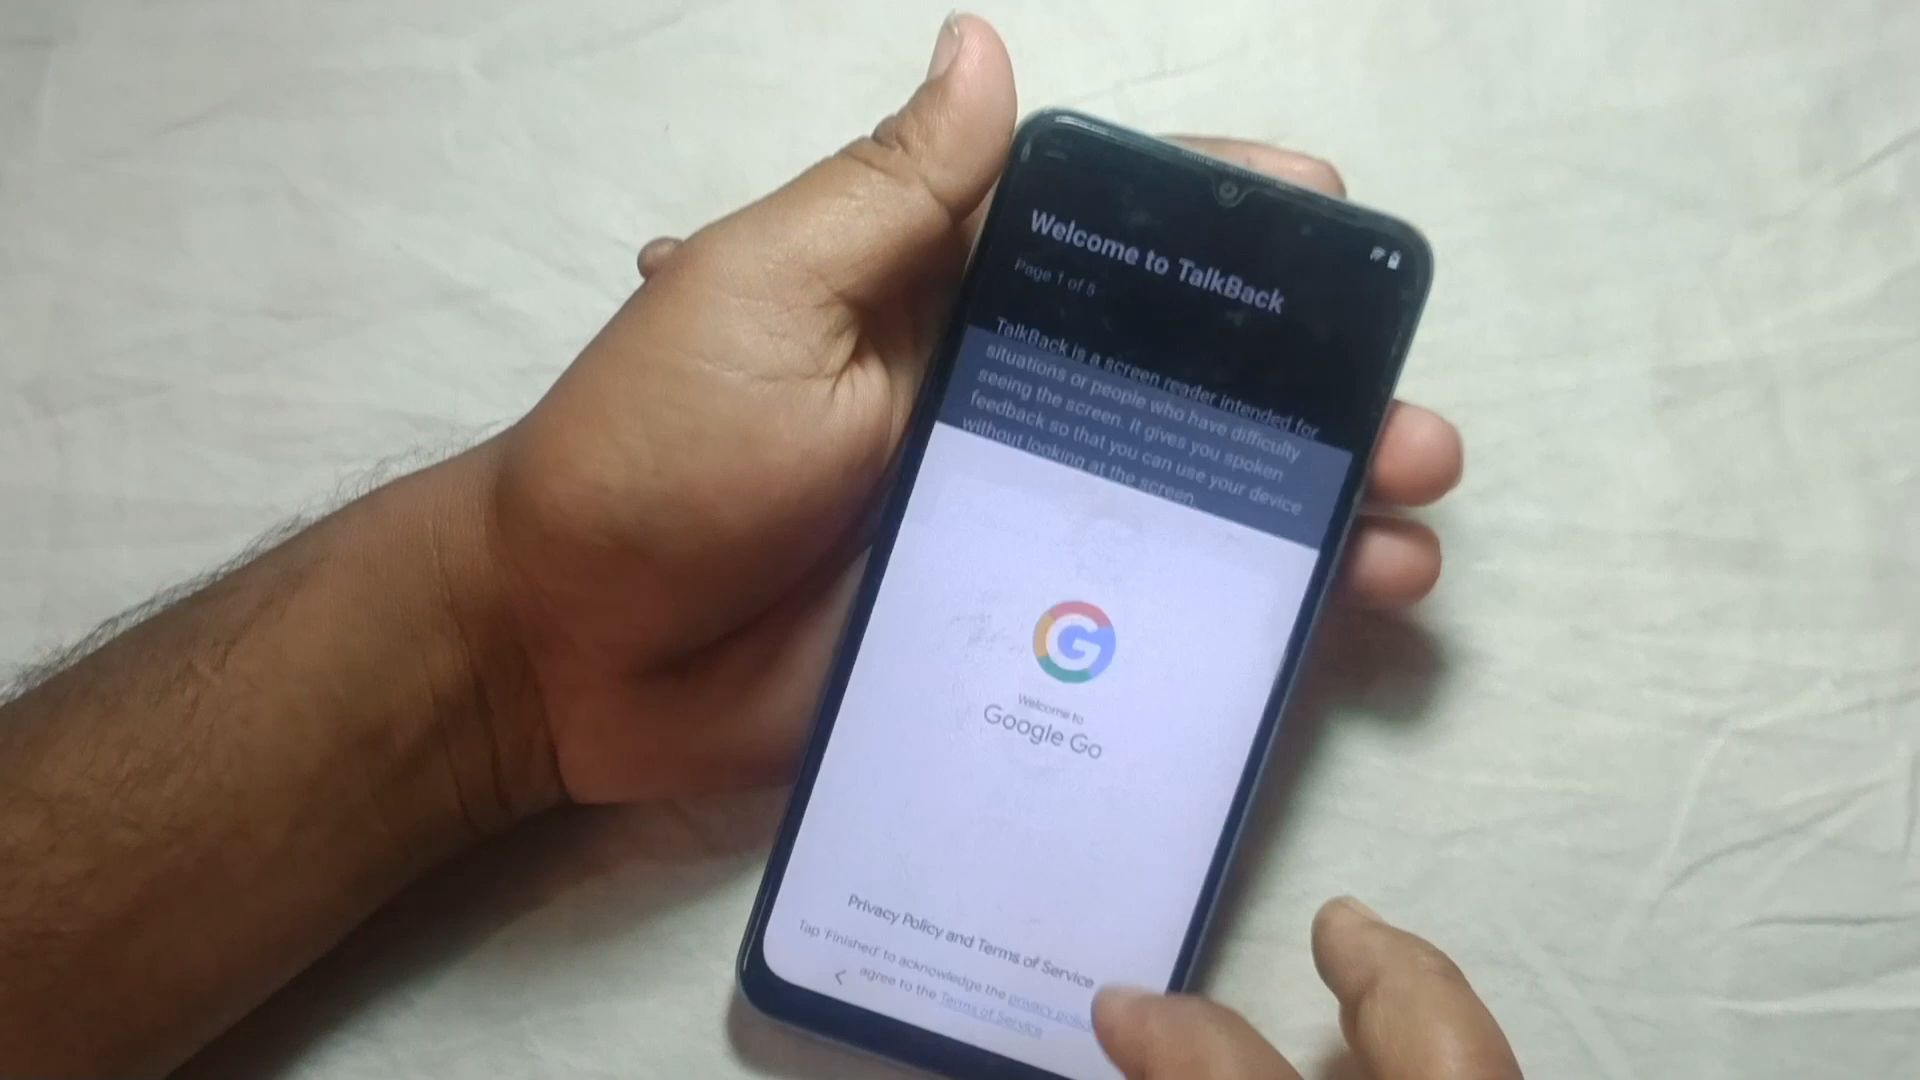 Welcome to TalkBack
Page 1 of 5
TalkBack is a screen reader intended for
situations or people who have difficulty
seeing the screen. It gives you spoken
feedback so that you can use your device
without looking at the screen.
G
Welcome to
Google Go
Privacy Policy and Terms of Service
Tap 'Finished' to acknowledge the privacy policy
agree to the Terms of Service